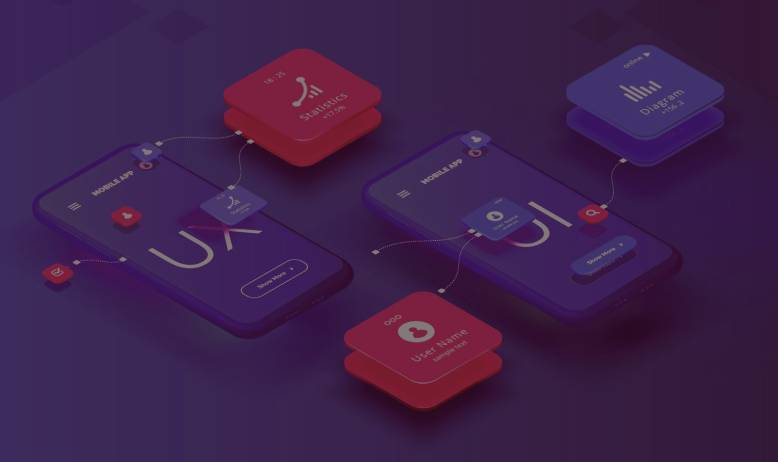 18 : 25
Statistics
+17.5%
online
Diagram
+156.3
MOBILE APP
UX
Show More
MOBILE APP
UI
Show More
User Name
sample text